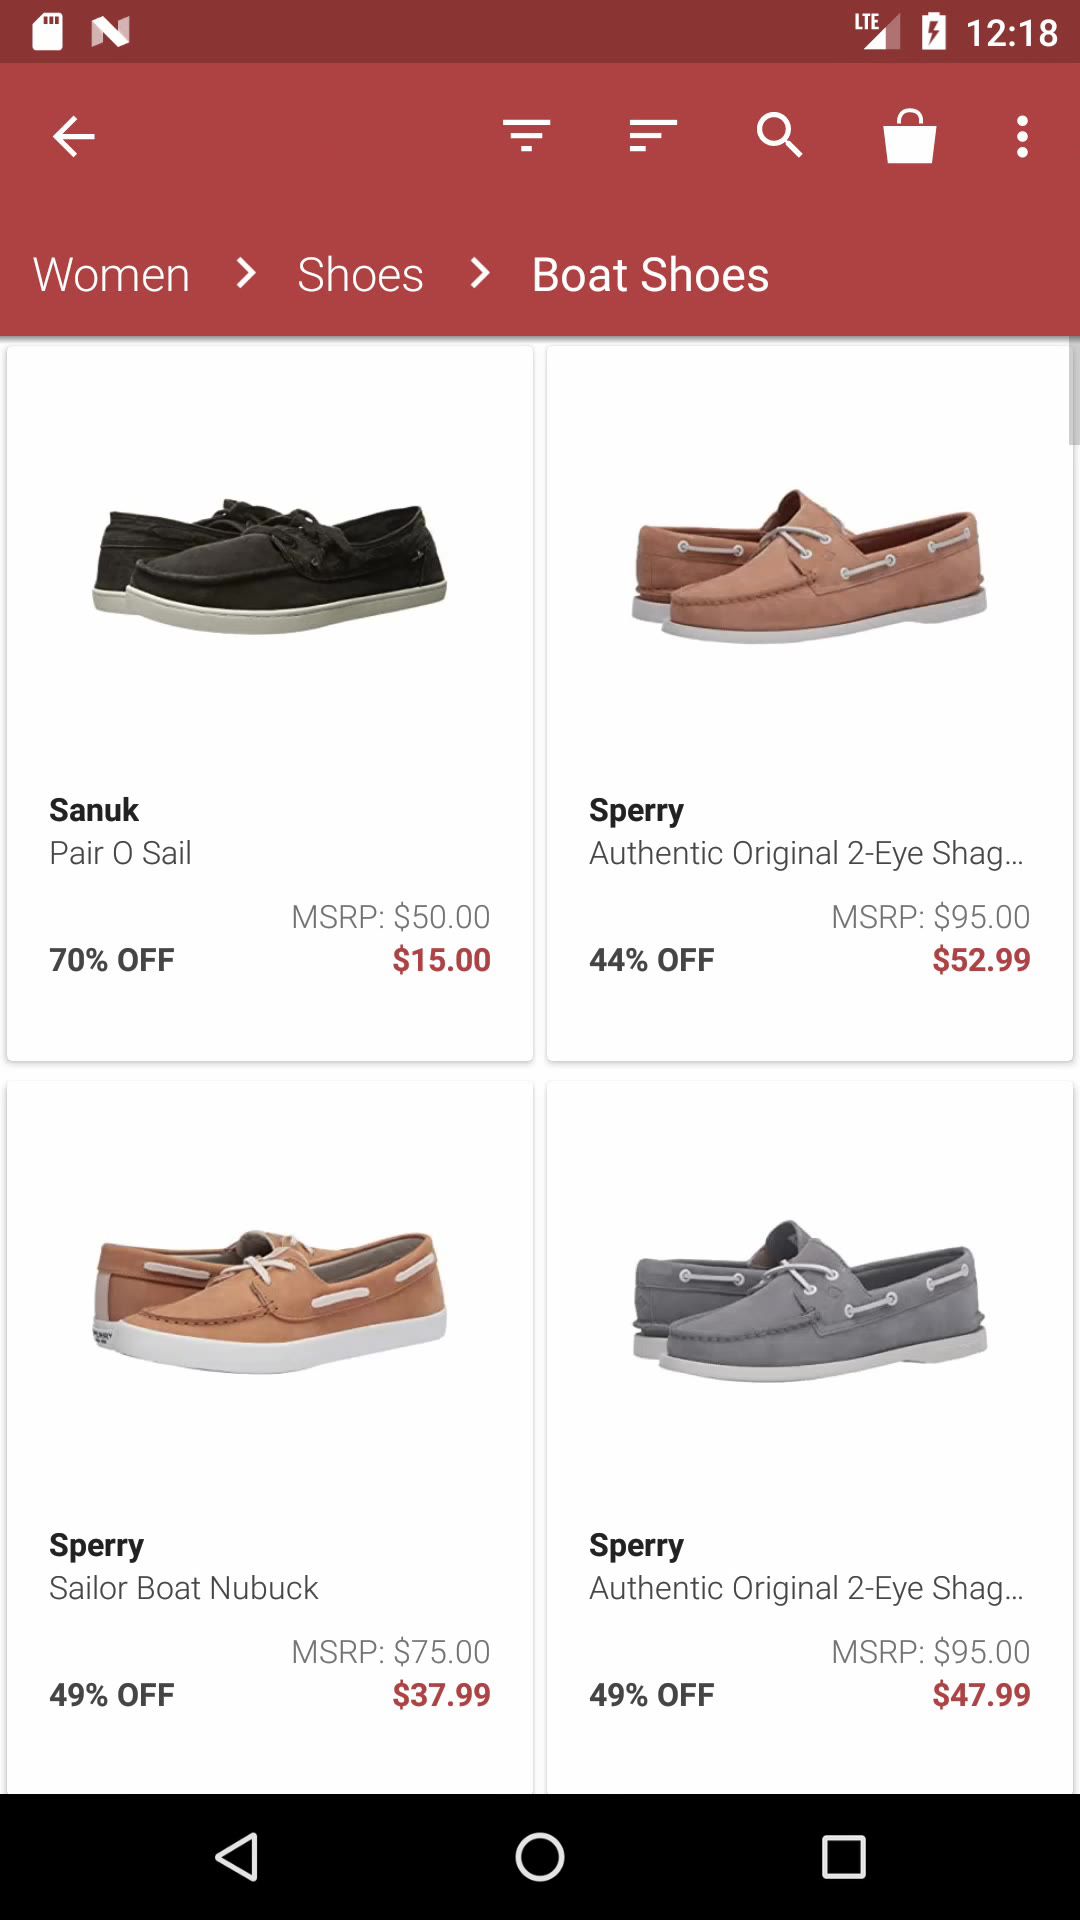 LTE 12:18
Women Shoes Boat Shoes
Sanuk
Pair O Sail
MSRP: $50.00
70% OFF $15.00
Sperry
Authentic Original 2-Eye Shag...
MSRP: $95.00
44% OFF $52.99
Sperry
Sailor Boat Nubuck
MSRP: $75.00
49% OFF $37.99
Sperry
Authentic Original 2-Eye Shag...
MSRP: $95.00
49% OFF $47.99